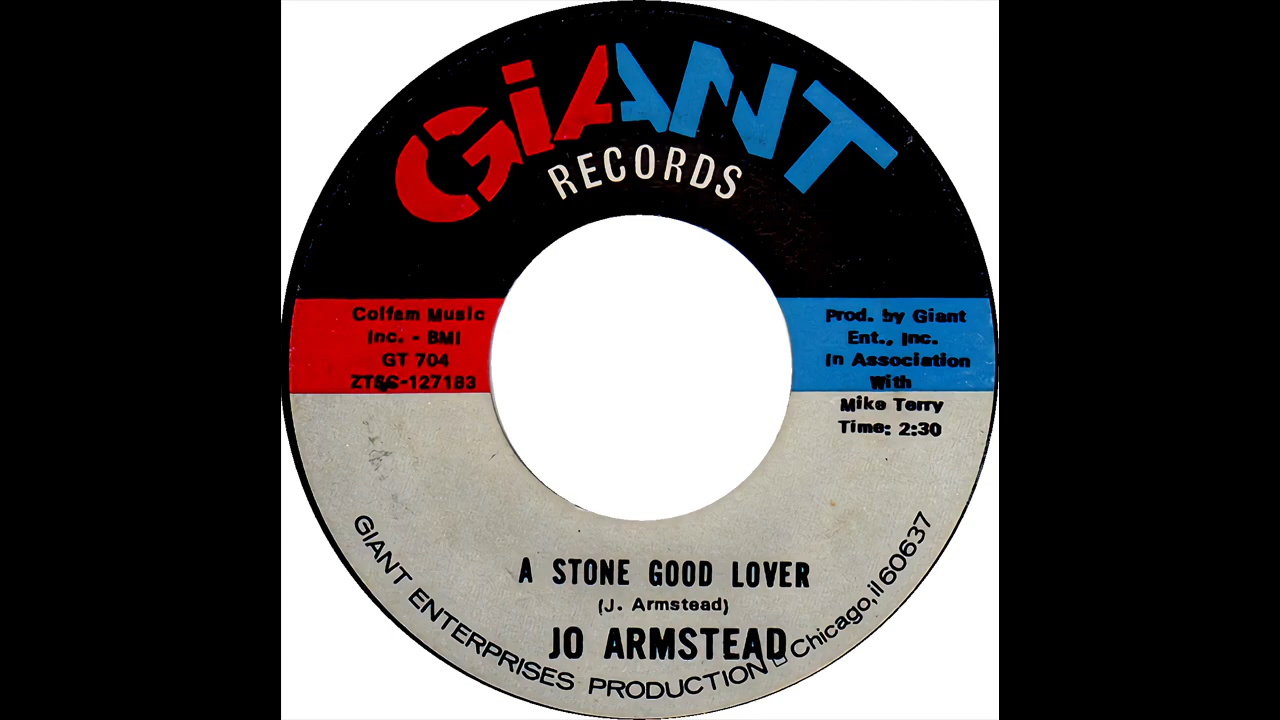 GiANT
RECORDS
Colfam Music
Inc. - BMI
GT 704
ZTSC-127183
Prod. by Giant
Ent., Inc.
In Association
With
Mike Terry
Time: 2:30
A STONE GOOD LOVER
(J. Armstead)
JO ARMSTEAD
GIANT ENTERPRISES PRODUCTION Chicago, il 60637